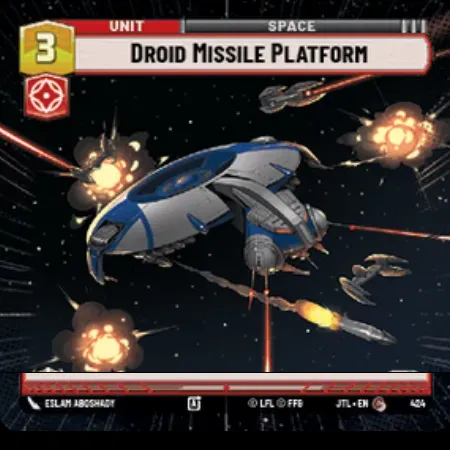 UNIT SPACE
3 DROID MISSILE PLATFORM
ESLAM ABOSHADY A Ⓒ LFL Ⓒ FFG JTL • EN 424